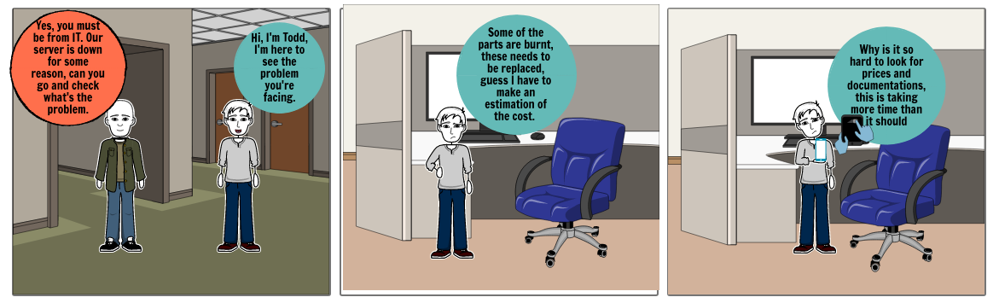 Yes, you must
be from IT. Our
server is down
for some
reason, can you
go and check
what's the
problem.
Hi, I'm Todd,
I'm here to
see the
problem
you're
facing.
Some of the
parts are burnt,
these needs to
be replaced,
guess I have to
make an
estimation of
the cost.
Why is it so
hard to look for
prices and
documentations,
this is taking
more time than
it should